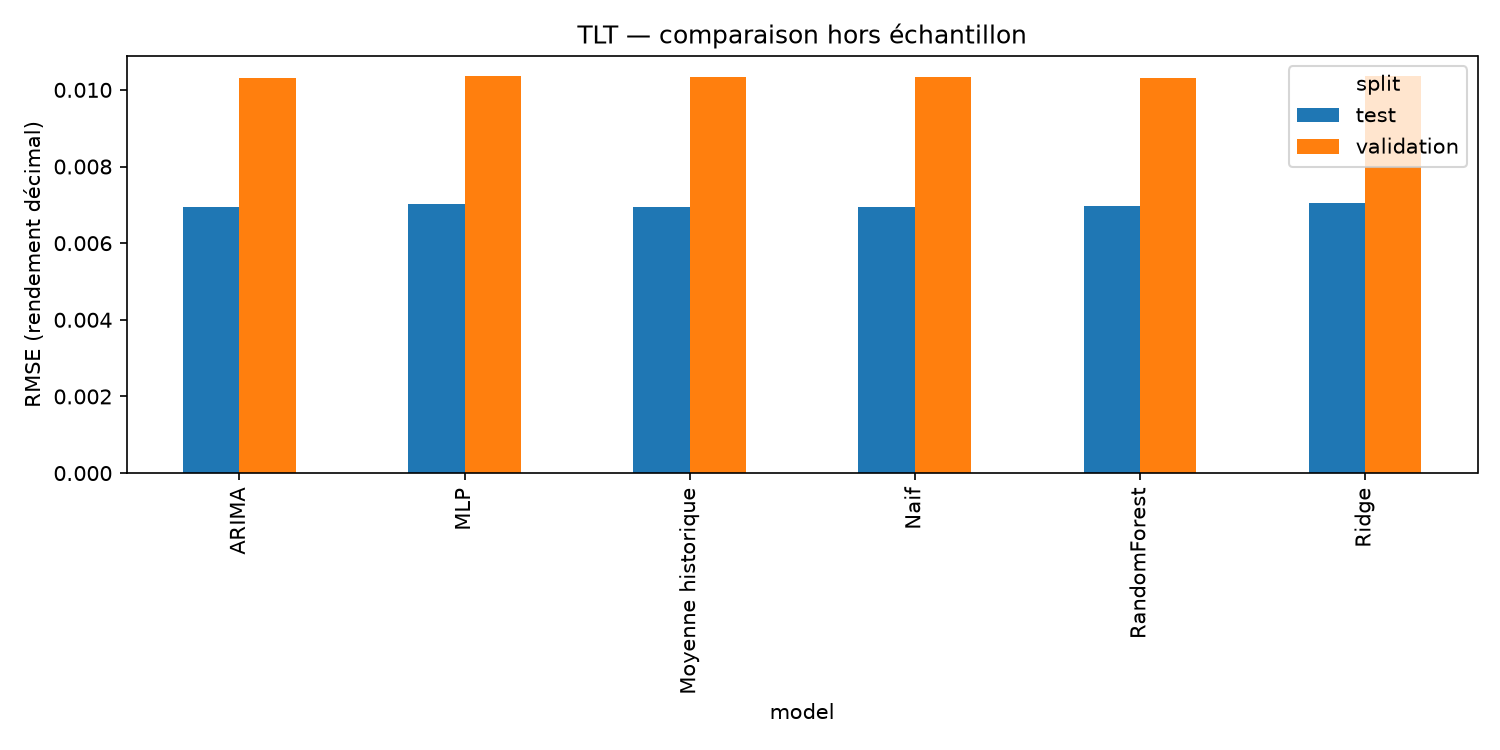 TLT — comparaison hors échantillon
RMSE (rendement décimal)
0.010
0.008
0.006
0.004
0.002
0.000
split
test
validation
ARIMA
MLP
Moyenne historique
Naif
RandomForest
Ridge
model